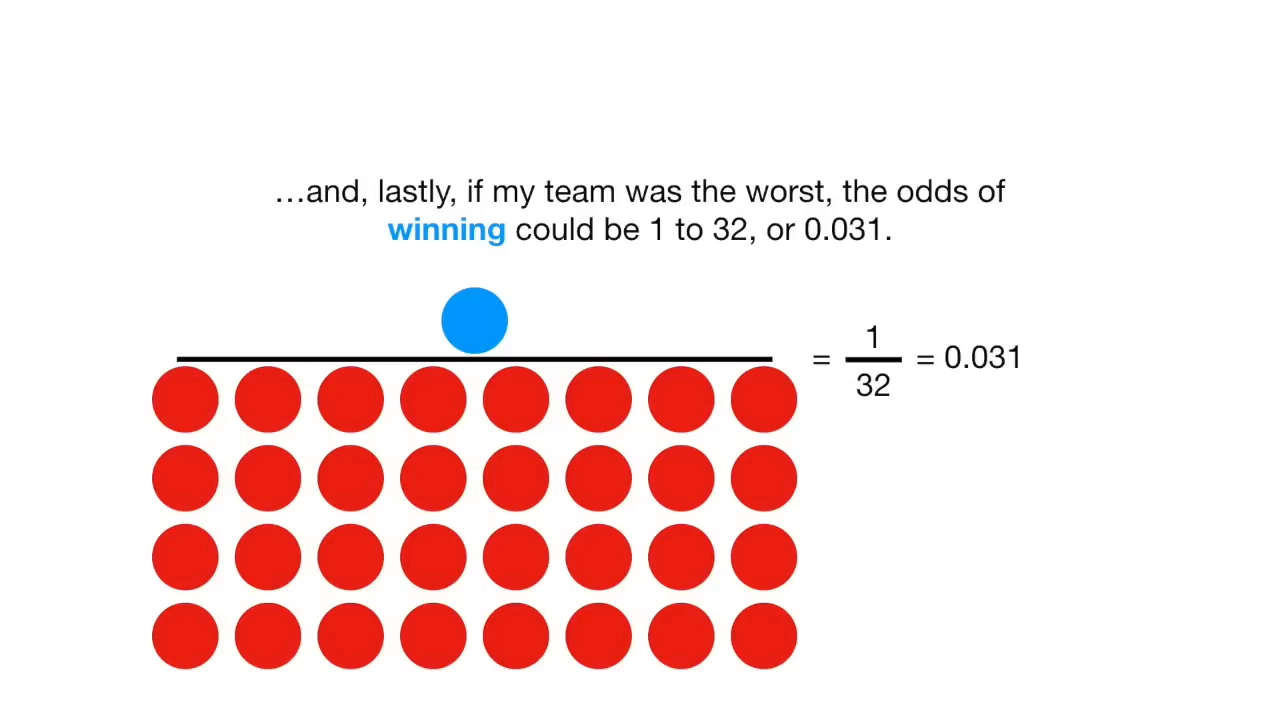 …and, lastly, if my team was the worst, the odds of
winning could be 1 to 32, or 0.031.
= 1/32 = 0.031